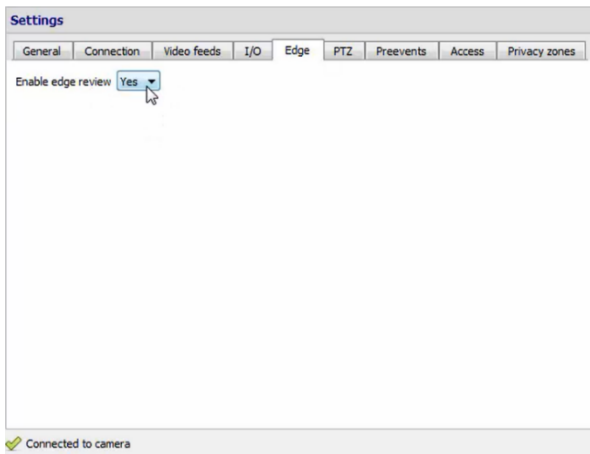 Settings
General Connection Video feeds I/O Edge PTZ Preevents Access Privacy zones
Enable edge review Yes
Connected to camera